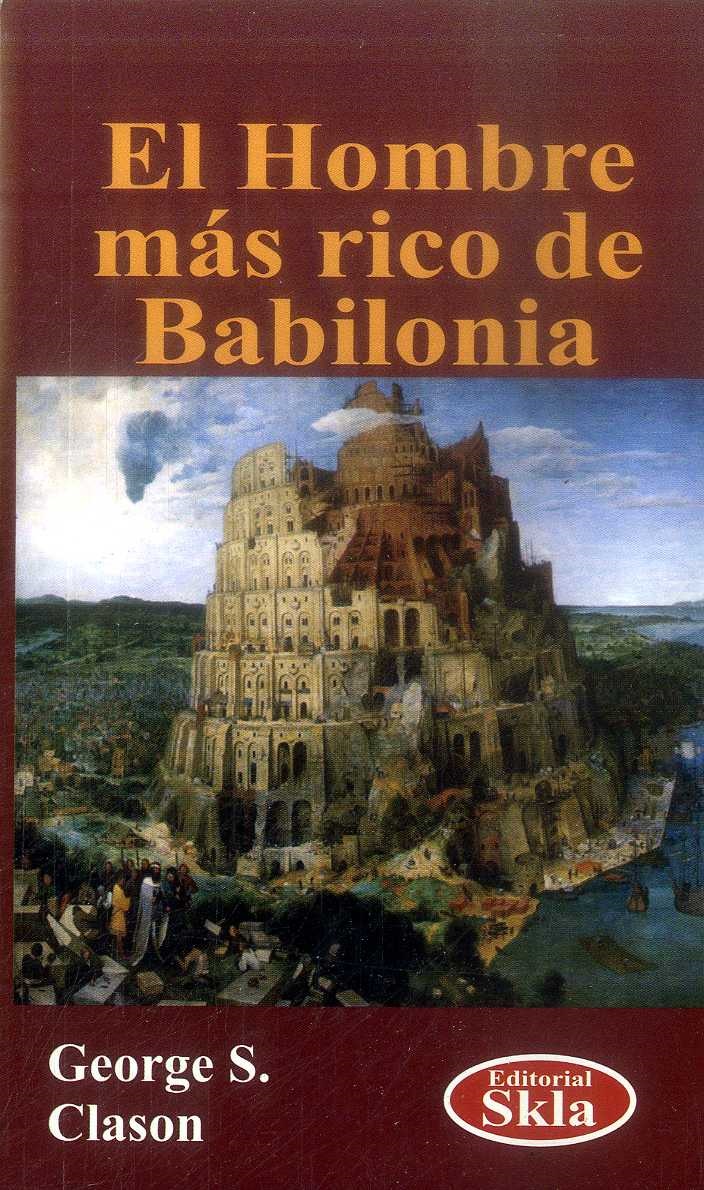 El Hombre
más rico de
Babilonia
George S.
Clason
Editorial
Skla